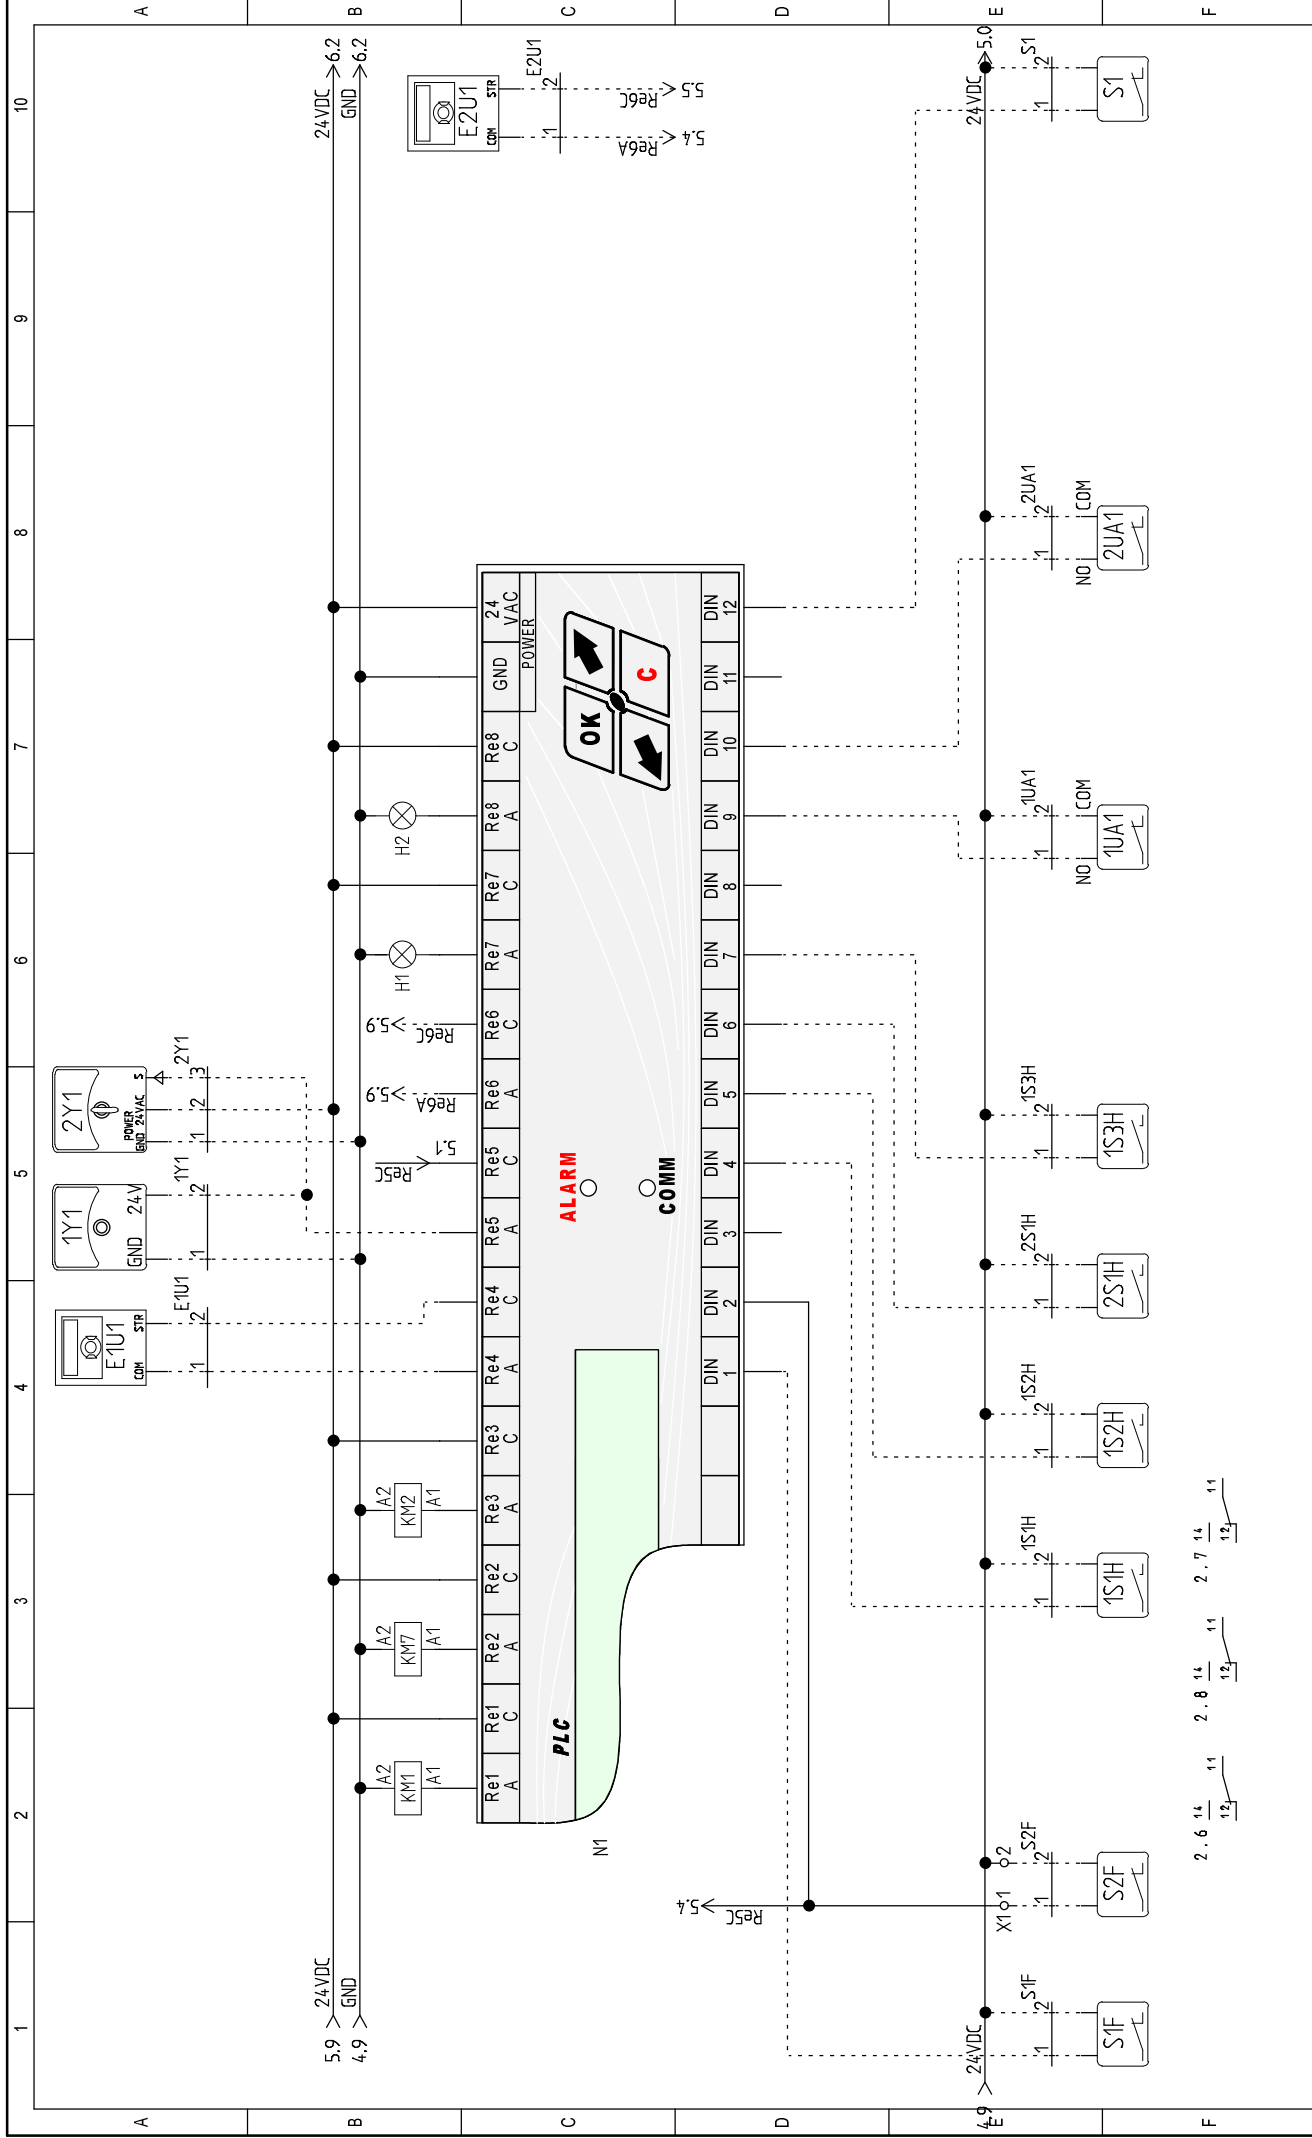 1 2 3 4 5 6 7 8 9 10
A A
E1U1
COM STR
1 2 E1U1
1Y1
GND 24V
1 2 1Y1
2Y1
POWER
GND 24VAC S
1 2 3 2Y1
B B
5.9 24VDC 24VDC 6.2
4.9 GND GND 6.2
A2 A2 A2
KM1 KM7 KM2 H1 H2
A1 A1 A1
Re5C 5.1
Re6A 5.9
Re6C 5.9
E2U1
COM STR
1 2 E2U1
Re6A 5.4
Re6C 5.5
C C
Re1 Re1 Re2 Re2 Re3 Re3 Re4 Re4 Re5 Re5 Re6 Re6 Re7 Re7 Re8 Re8 GND 24
A C A C A C A C A C A C A C A C VAC
POWER
PLC
ALARM
COMM
OK
C
N1
DIN DIN DIN DIN DIN DIN DIN DIN DIN DIN DIN DIN
1 2 3 4 5 6 7 8 9 10 11 12
D D
Re5C 5.4
E E
4.9 24VDC 24VDC 5.0
X1 1 2
1 2 S1F
1 2 S2F
1 2 1S1H
1 2 1S2H
1 2 2S1H
1 2 1S3H
1 2 1UA1
1 2 2UA1
1 2 S1
NO COM NO COM
S1F S2F 1S1H 1S2H 2S1H 1S3H 1UA1 2UA1 S1
F F
2.6 14 11
12
2.8 14 11
12
2.7 14 11
12